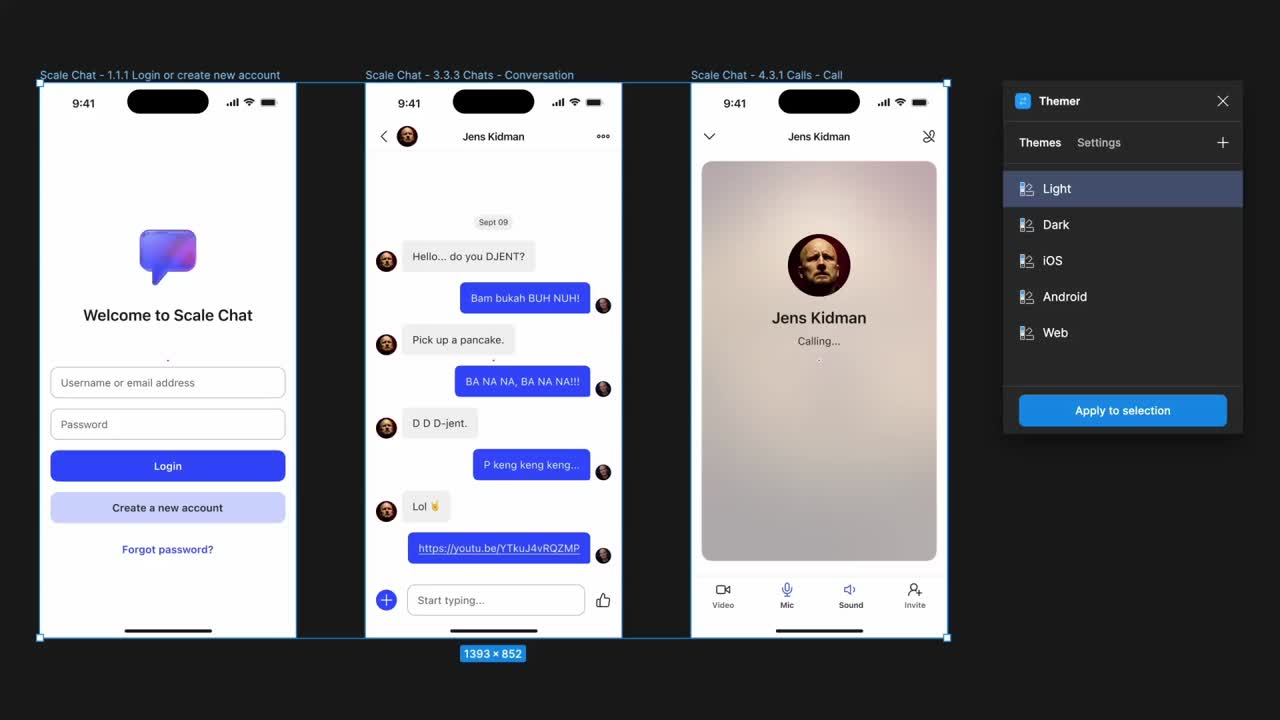 Scale Chat - 1.1.1 Login or create new account
9:41
Welcome to Scale Chat
Username or email address
Password
Login
Create a new account
Forgot password?
Scale Chat - 3.3.3 Chats - Conversation
9:41
Jens Kidman
Sept 09
Hello... do you DJENT?
Bam bukah BUH NUH!
Pick up a pancake.
BA NA NA, BA NA NA!!!
D D D-jent.
P keng keng keng...
Lol 🤘
https://youtu.be/YTkuJ4vRQZMP
Start typing...
Scale Chat - 4.3.1 Calls - Call
9:41
Jens Kidman
Jens Kidman
Calling...
Video Mic Sound Invite
1393 × 852
Themer
Themes Settings
Light
Dark
iOS
Android
Web
Apply to selection